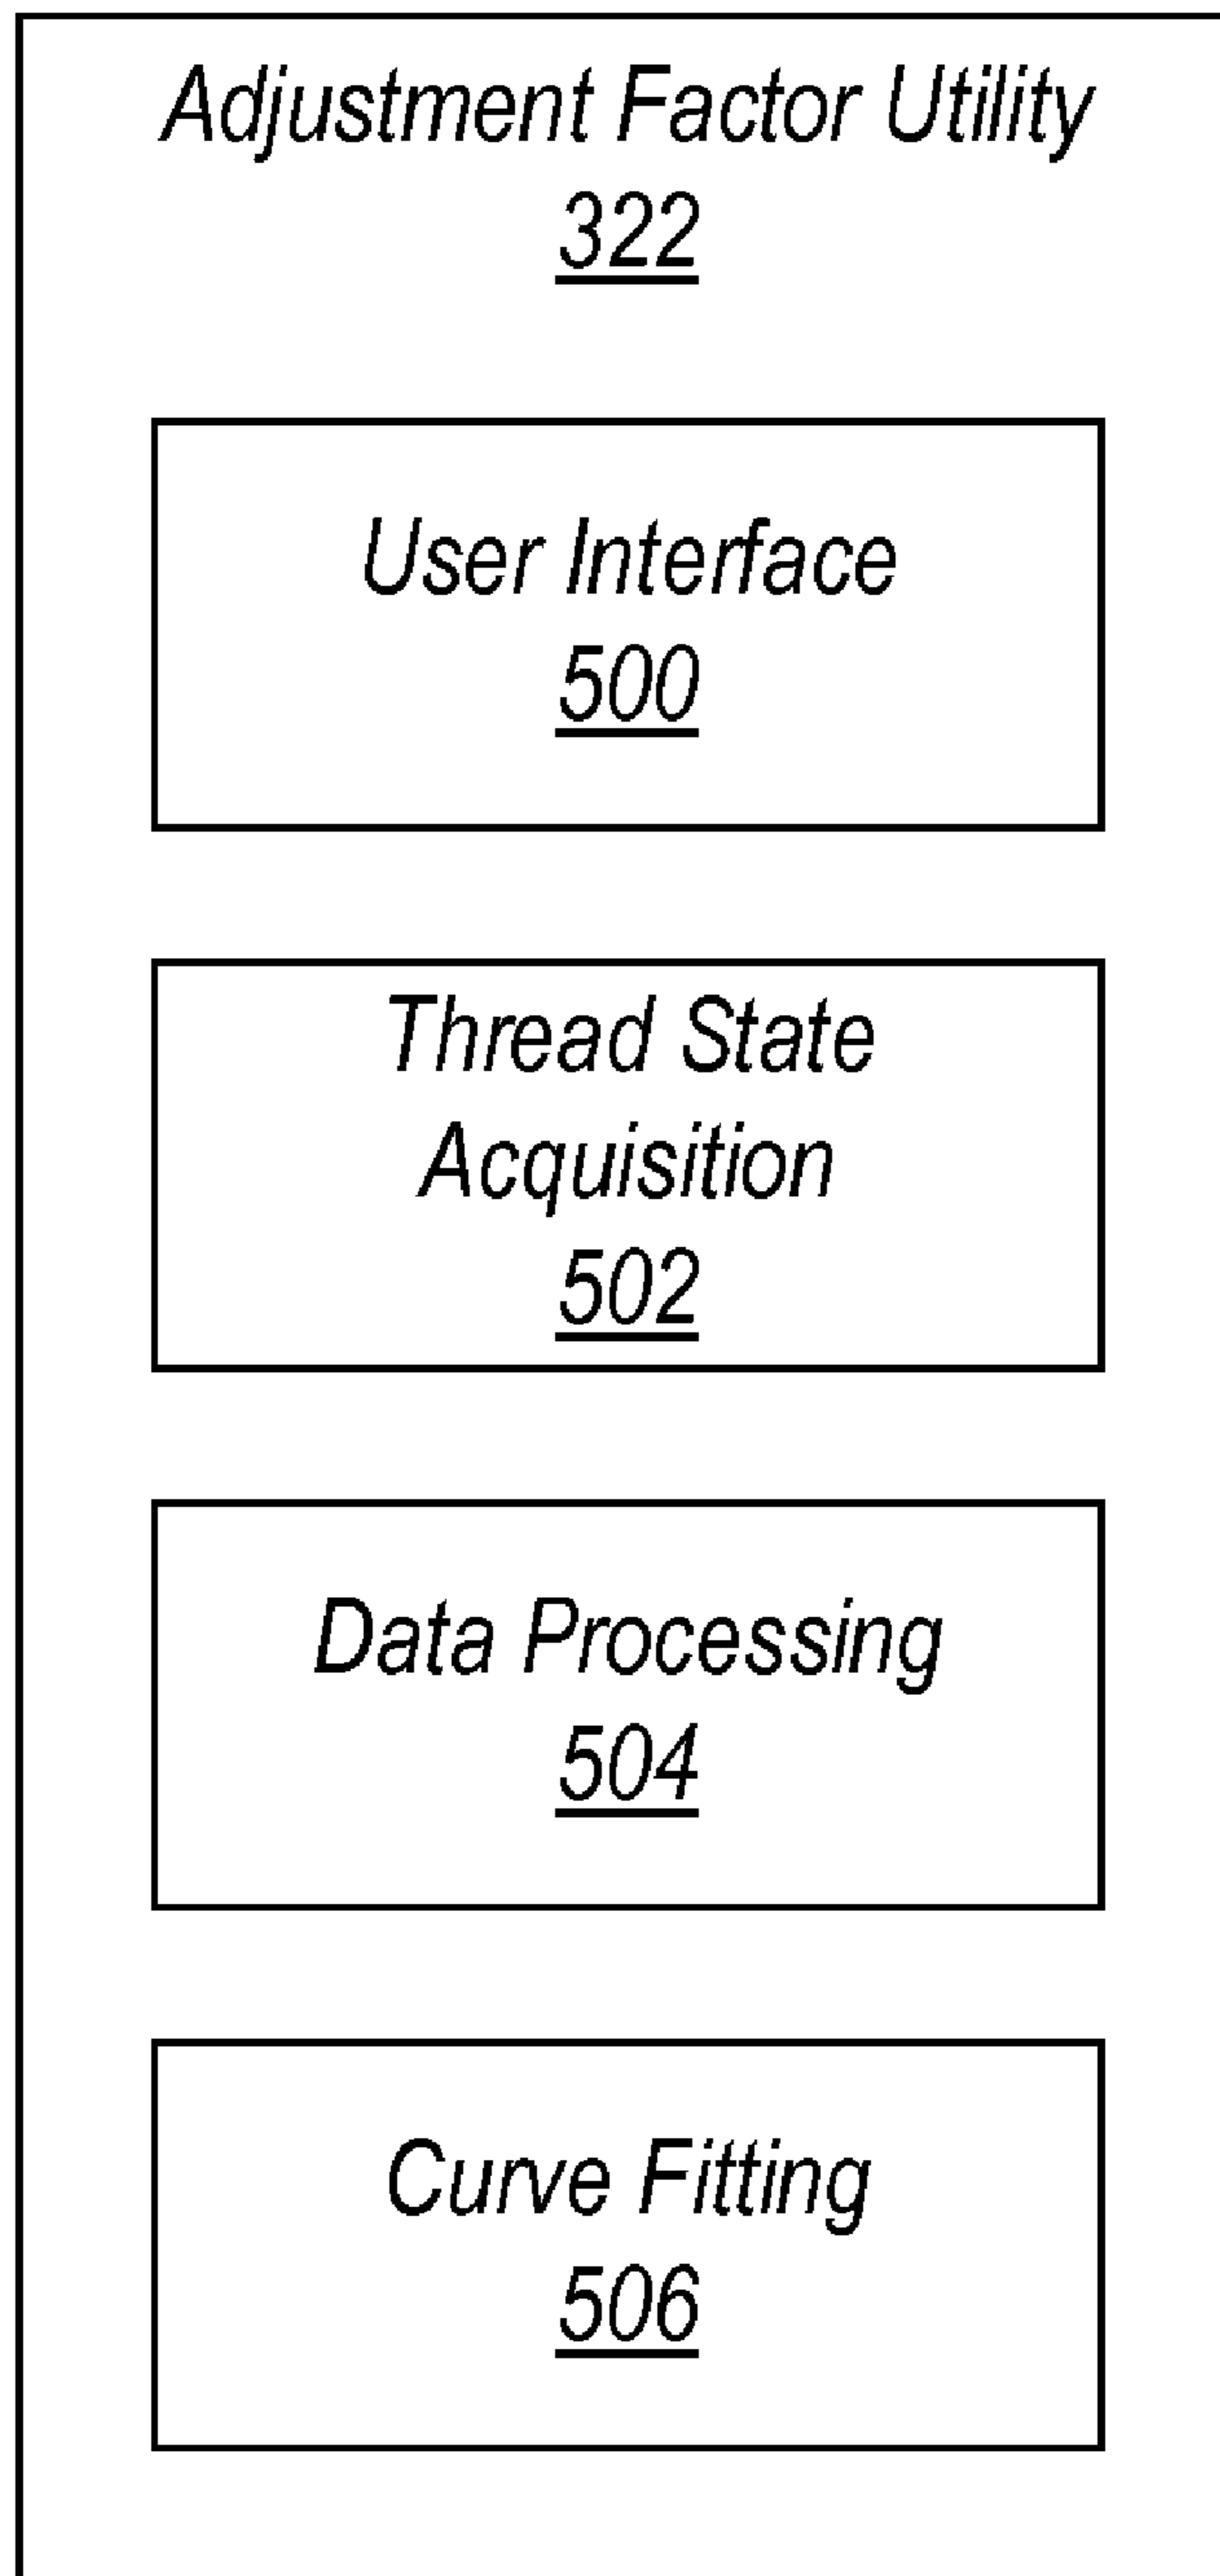 Adjustment Factor Utility
322
User Interface
500
Thread State
Acquisition
502
Data Processing
504
Curve Fitting
506